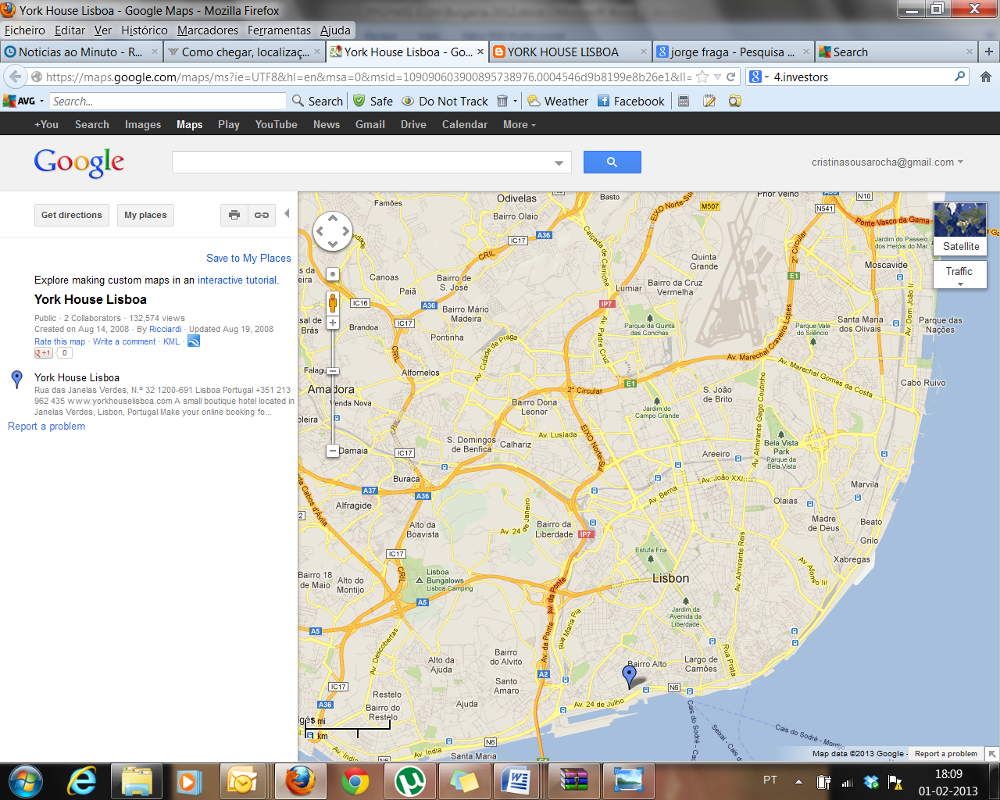 York House Lisboa - Google Maps - Mozilla Firefox
Ficheiro Editar Ver Histórico Marcadores Ferramentas Ajuda
Noticias ao Minuto - R... Como chegar, localizaç... York House Lisboa - Go... YORK HOUSE LISBOA jorge fraga - Pesquisa ... Search
https://maps.google.com/maps/ms?ie=UTF8&hl=en&msa=0&msid=109090603900895738976.0004546d9b8199e8b26e1&ll= 4.investors
AVG Search... Search Safe Do Not Track Weather Facebook
+You Search Images Maps Play YouTube News Gmail Drive Calendar More
Google cristinasousarocha@gmail.com
Get directions My places
Save to My Places
Explore making custom maps in an interactive tutorial.
York House Lisboa
Public · 2 Collaborators · 132,574 views
Created on Aug 14, 2008 · By Ricciardi · Updated Aug 19, 2008
Rate this map · Write a comment · KML ·
g +1 0
York House Lisboa
Rua das Janelas Verdes, N.º 32 1200-691 Lisboa Portugal +351 213
962 435 www.yorkhouselisboa.com A small boutique hotel located in
Janelas Verdes, Lisbon, Portugal Make your online booking fo...
Report a problem
Satellite
Traffic
Famões
Odivelas
Bairro Olaio
IC17
A36
CRIL
Calçada de Carriche
EIXO Norte-Sul
M507
Prior Velho
N10
N541
Ponte Vasco da Gama
Jardim do Passeio
dos Heróis do Mar
Moscavide
2° Circular
E1
Quinta
Grande
Canoas
Bairro de
S. José
Paiã
IC16
A36
Lumiar
Bairro da Cruz
Vermelha
IP7
Bairro Mário
Madeira
Brandoa
IC17
Pontinha
Parque da Quinta
das Conchas
Av. Padre Cruz
Av. Marechal Craveiro Lopes
Parque Vale
do Silêncio
Santa Maria
dos Olivais
Av. Dom João II
Parque das
Nações
Av. Cidade de Praga
Falagu
Alfornelos
Amadora
Venda Nova
2° Circular
E1
Av. Marechal Gomes da Costa
Cabo Ruivo
S. João
de Brito
Bairro Dona
Leonor
Jardim do
Campo Grande
Av. Almirante Gago Coutinho
CRIL
Av. Lusíada
EIXO Norte-Sul
S. Domingos
de Benfica
Calhariz
Damaia
IC17
Areeiro
Bela Vista
Park
Parque da
Bela Vista
Buraca
A37
A36
Av. João XXI
Av. Berna
Olaias
Marvila
Alfragide
Av. 24 de Janeiro
Alto da
Boavista
Bairro da
Liberdade
IP7
Madre
de Deus
Beato
Grilo
Xabregas
Estufa Fria
Lisbon
Av. Almirante Reis
Av. Afonso Iii
IC17
CRIL
Bairro 18
de Maio
Alto do
Montijo
Lisboa
Bungalows
Lisboa Camping
A5
Av. da Ponte
Rua Maria Pia
Jardim da
Avenida da
Liberdade
A5
Av. Descobertas
Av. da Ponte
Rua Prata
Bairro
do Alvito
Alto da
Ajuda
Bairro Alto
Largo de
Camões
A2
N6
Santo
Amaro
IC17
A36
Restelo
Bairro do
Restelo
Ajuda
Av. 24 de Julho
1 mi
1 km
Av. Índia
N6
Av. Índia
Santa Maria
E1
Cais do Sodré - Montijo
Map data ©2013 Google - Report a problem
PT 18:09
01-02-2013